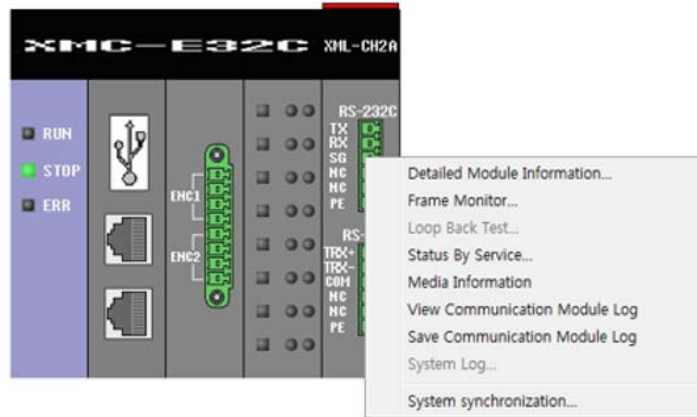 XMC-E32C XML-CH2A
RUN
STOP
ERR
ENC1
ENC2
RS-232C
TX
RX
SG
NC
NC
PE
RS-
TRX+
TRX-
COM
NC
NC
PE
Detailed Module Information...
Frame Monitor...
Loop Back Test...
Status By Service...
Media Information
View Communication Module Log
Save Communication Module Log
System Log...
System synchronization...